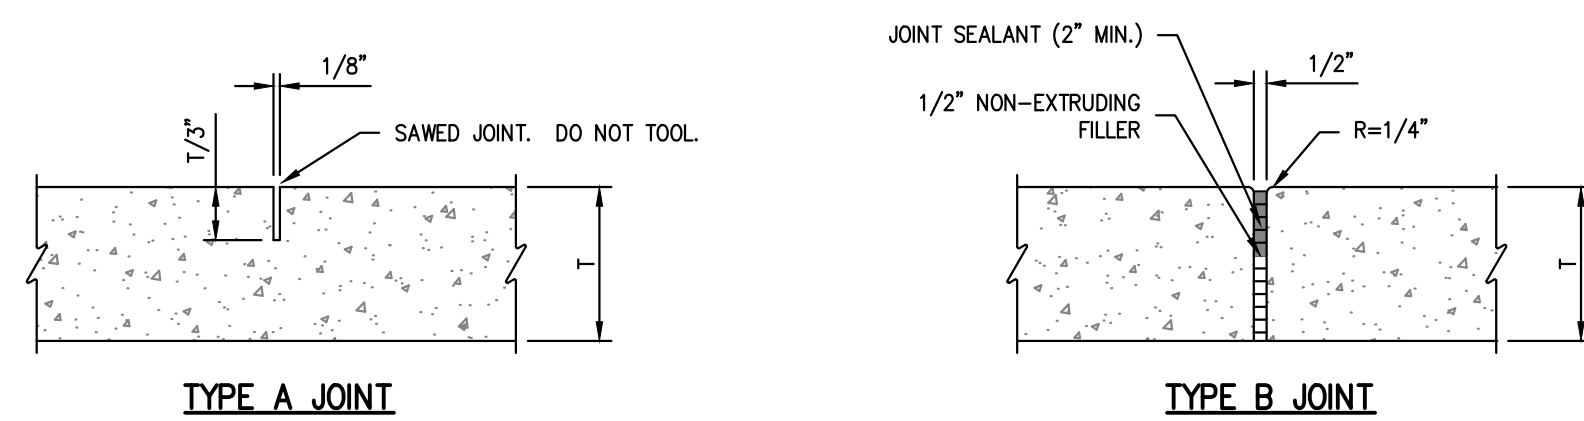 1/8”
T/3”
SAWED JOINT. DO NOT TOOL.
T
TYPE A JOINT
JOINT SEALANT (2” MIN.)
1/2”
1/2” NON-EXTRUDING
FILLER
R=1/4”
T
TYPE B JOINT